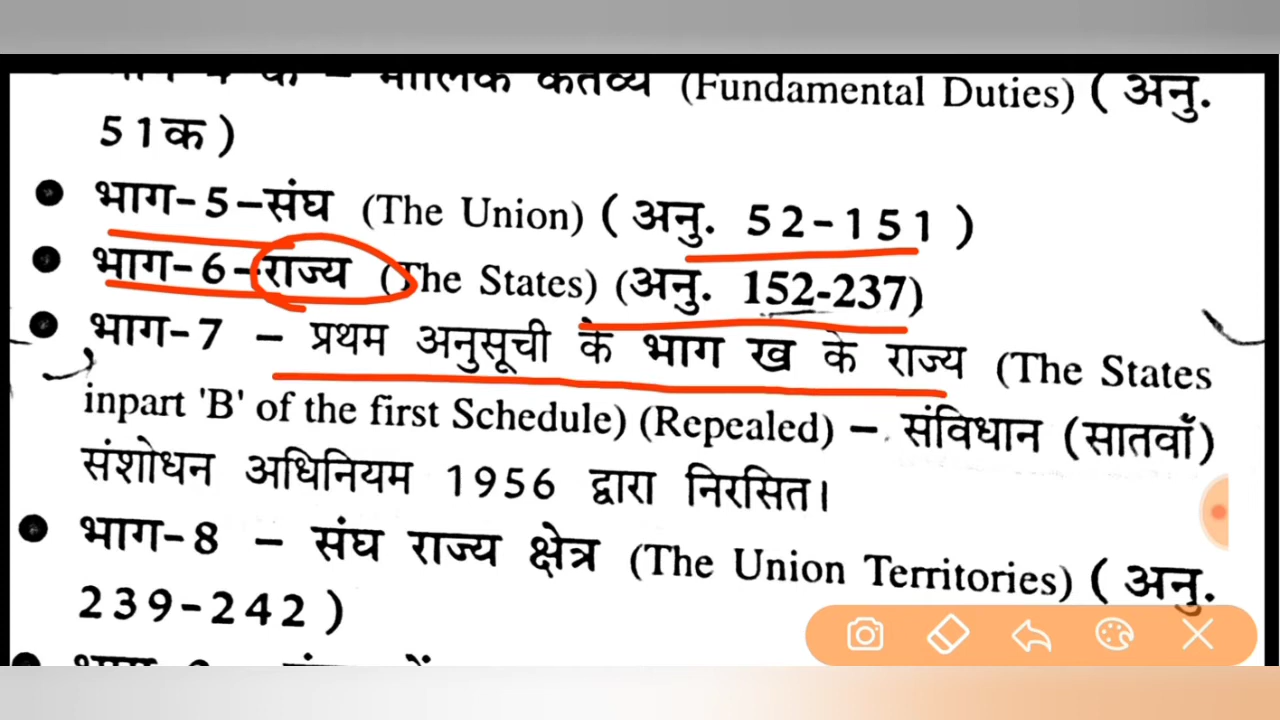 भाग-4 क - मौलिक कर्तव्य (Fundamental Duties) ( अनु.
51क )
● भाग-5-संघ (The Union) ( अनु. 52-151 )
● भाग-6-राज्य (The States) (अनु. 152-237)
● भाग-7 - प्रथम अनुसूची के भाग ख के राज्य (The States
inpart 'B' of the first Schedule) (Repealed) - संविधान (सातवाँ)
संशोधन अधिनियम 1956 द्वारा निरसित।
● भाग-8 - संघ राज्य क्षेत्र (The Union Territories) ( अनु.
239-242 )